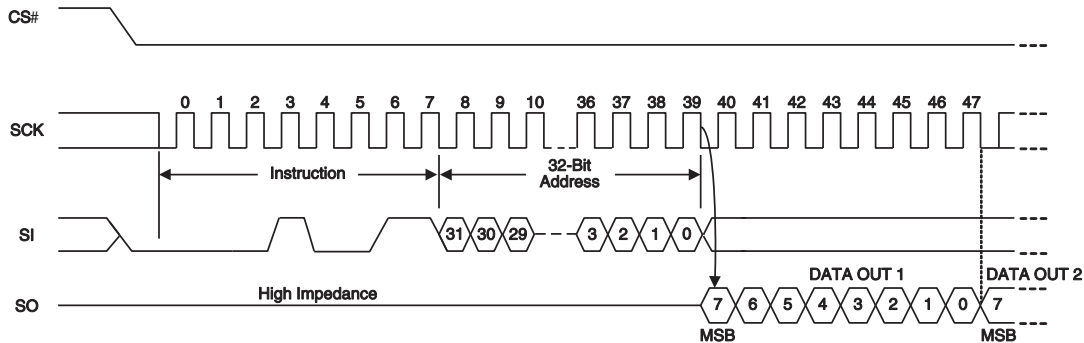 CS#
0 1 2 3 4 5 6 7 8 9 10 36 37 38 39 40 41 42 43 44 45 46 47
SCK
Instruction
32-Bit
Address
SI
31 30 29 3 2 1 0
DATA OUT 1 DATA OUT 2
High Impedance
SO
7 6 5 4 3 2 1 0 7
MSB MSB